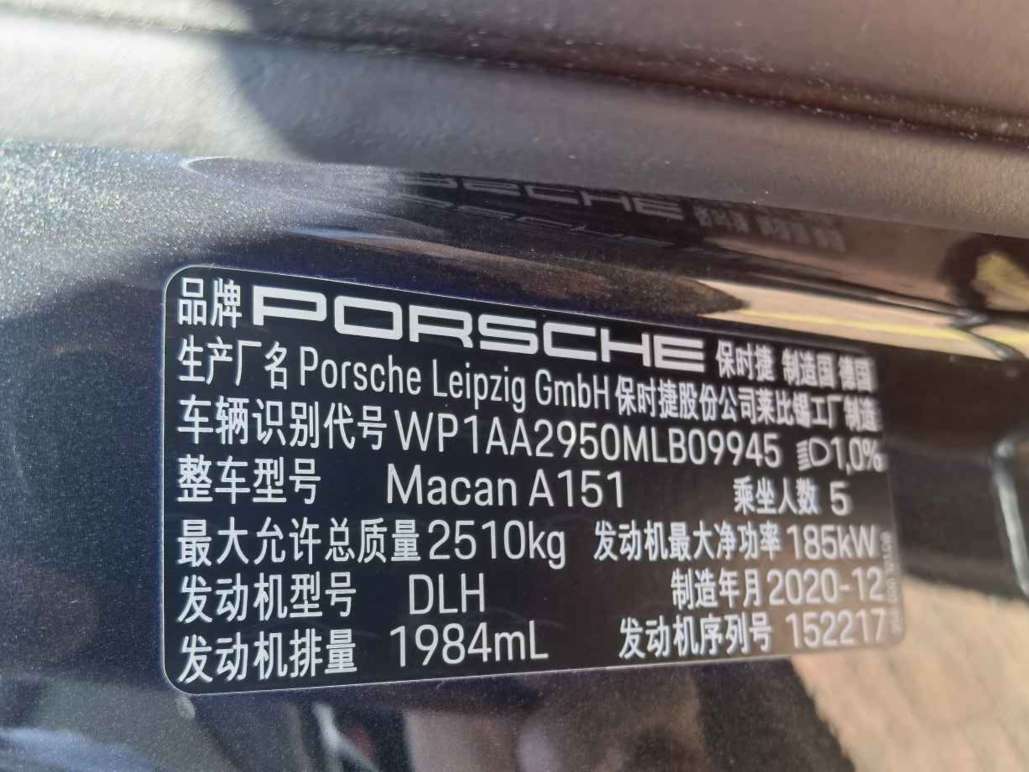 品牌 PORSCHE 保时捷 制造国 德国
生产厂名 Porsche Leipzig GmbH 保时捷股份公司莱比锡工厂制造
车辆识别代号 WP1AA2950MLB09945 1,0%
整车型号 Macan A151 乘坐人数 5
最大允许总质量 2510kg 发动机最大净功率 185kW
发动机型号 DLH 制造年月 2020-12
发动机排量 1984mL 发动机序列号 152217